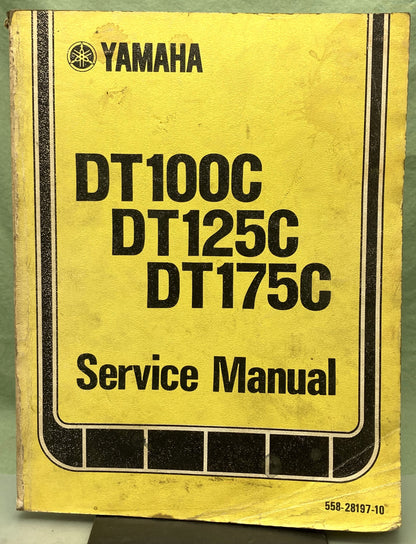 YAMAHA
DT100C
DT125C
DT175C
Service Manual
558-28197-10